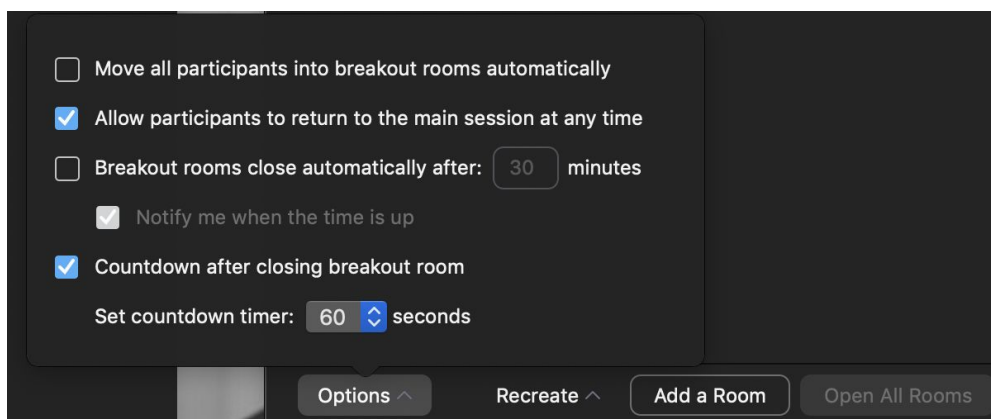 Move all participants into breakout rooms automatically
Allow participants to return to the main session at any time
Breakout rooms close automatically after: 30 minutes
Notify me when the time is up
Countdown after closing breakout room
Set countdown timer: 60 seconds
Options Recreate Add a Room Open All Rooms